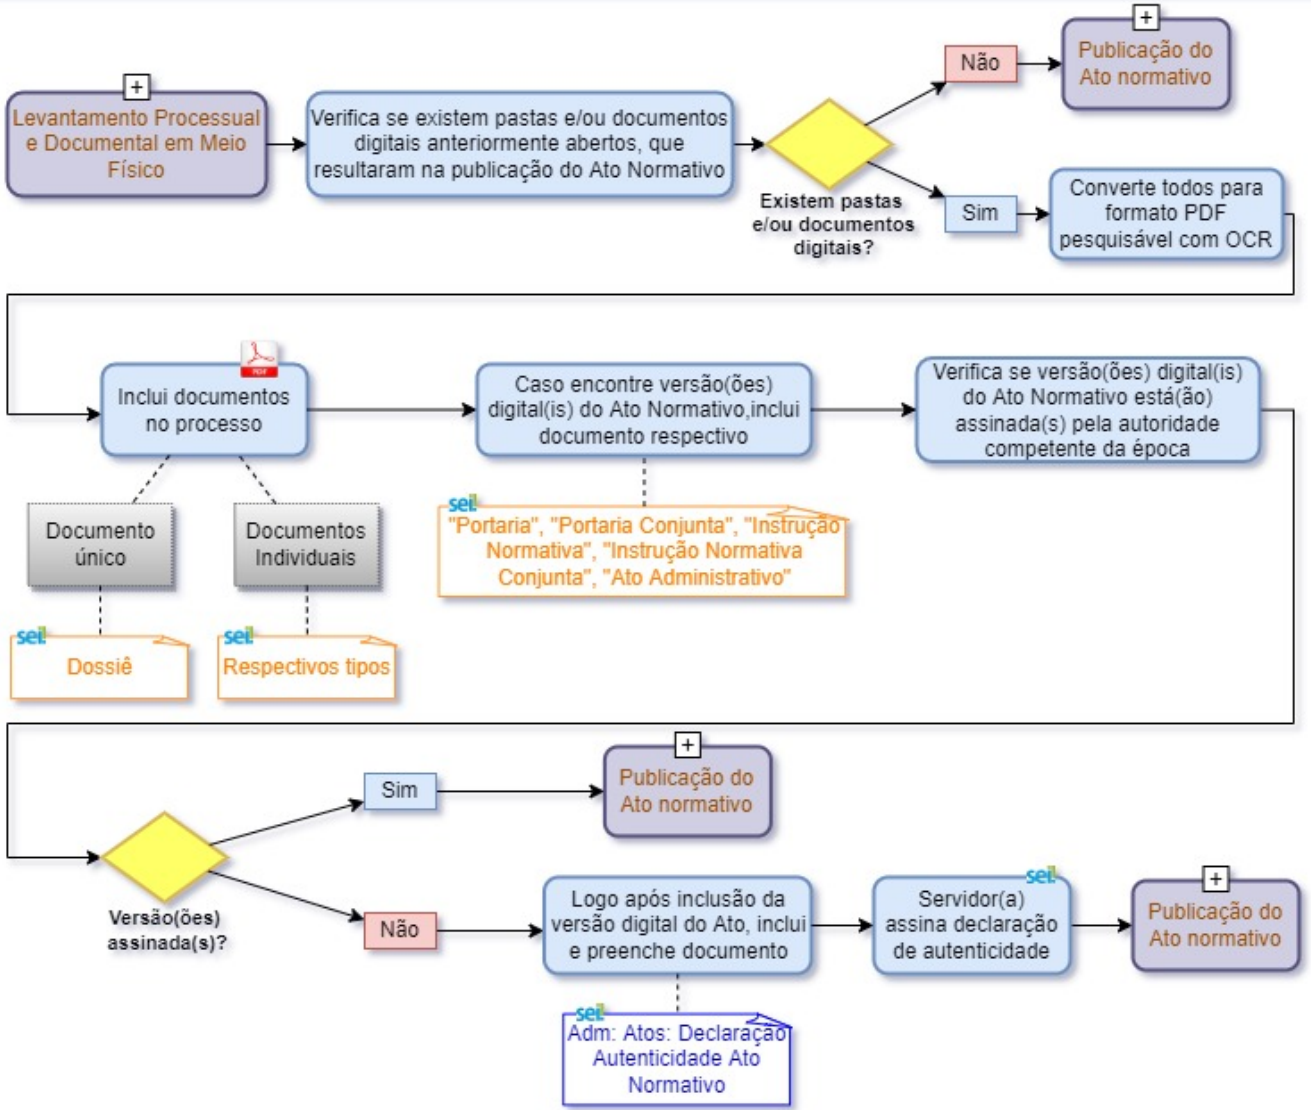 +
Levantamento Processual
e Documental em Meio
Físico
Verifica se existem pastas e/ou documentos
digitais anteriormente abertos, que
resultaram na publicação do Ato Normativo
Existem pastas
e/ou documentos
digitais?
Não
+
Publicação do
Ato normativo
Sim
Converte todos para
formato PDF
pesquisável com OCR
PDF
Inclui documentos
no processo
Caso encontre versão(ões)
digital(is) do Ato Normativo,inclui
documento respectivo
Verifica se versão(ões) digital(is)
do Ato Normativo está(ão)
assinada(s) pela autoridade
competente da época
Documento
único
Documentos
Individuais
sei!
"Portaria", "Portaria Conjunta", "Instrução
Normativa", "Instrução Normativa
Conjunta", "Ato Administrativo"
sei!
Dossiê
sei!
Respectivos tipos
Versão(ões)
assinada(s)?
Sim
+
Publicação do
Ato normativo
Não
Logo após inclusão da
versão digital do Ato, inclui
e preenche documento
sei!
Servidor(a)
assina declaração
de autenticidade
+
Publicação do
Ato normativo
sei!
Adm: Atos: Declaração
Autenticidade Ato
Normativo